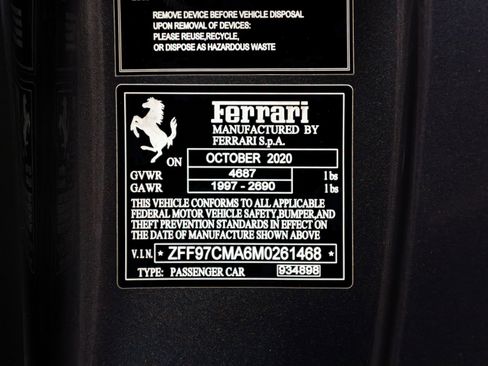 REMOVE DEVICE BEFORE VEHICLE DISPOSAL
UPON REMOVAL OF DEVICES:
PLEASE REUSE,RECYCLE,
OR DISPOSE AS HAZARDOUS WASTE
Ferrari
MANUFACTURED BY
FERRARI S.p.A.
ON OCTOBER 2020
GVWR 4687 lbs
GAWR 1997 - 2690 lbs
THIS VEHICLE CONFORMS TO ALL APPLICABLE
FEDERAL MOTOR VEHICLE SAFETY,BUMPER,AND
THEFT PREVENTION STANDARDS IN EFFECT ON
THE DATE OF MANUFACTURE SHOWN ABOVE
V.I.N. * ZFF97CMA6M0261468 *
TYPE: PASSENGER CAR 934898